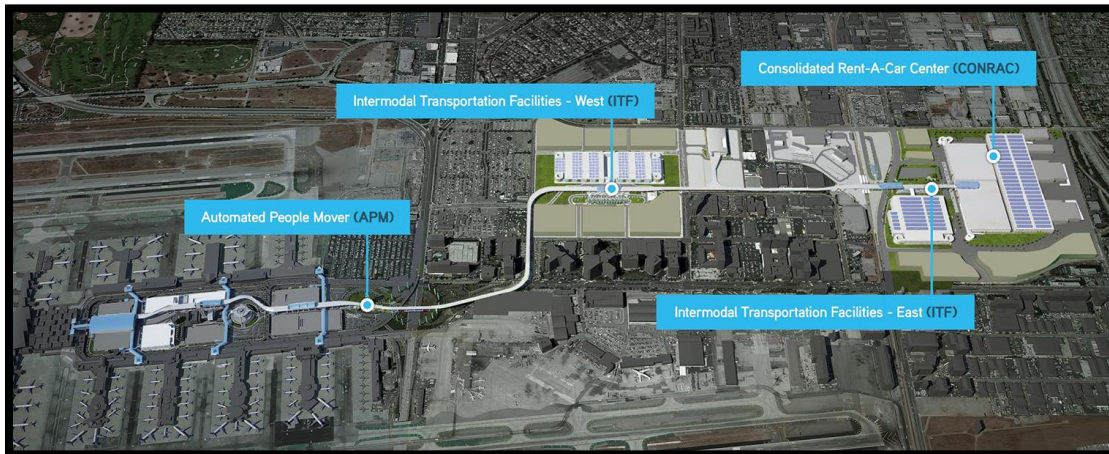 Consolidated Rent-A-Car Center (CONRAC)
Intermodal Transportation Facilities - West (ITF)
Automated People Mover (APM)
Intermodal Transportation Facilities - East (ITF)